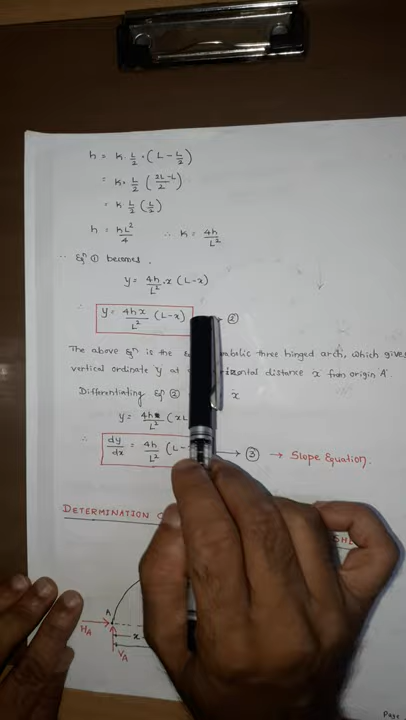 h = K · L/2 · (L - L/2)
= K · L/2 (2L-L/2)
= K L/2 (L/2)
h = KL²/4 ∴ K = 4h/L²
∴ Eqⁿ ① becomes.
y = 4h/L² · x (L-x)
∴ y = 4hx/L² (L-x) ②
The above Eqⁿ is the three hinged arch, which gives
vertical ordinate y at distance x from origin A.
Differentiating Eqⁿ ② x
y = 4h/L² (xL
∴ dy/dx = 4h/L² (L- → ③ → Slope Equation.
DETERMINATION
A
H_A
x
V_A
Page